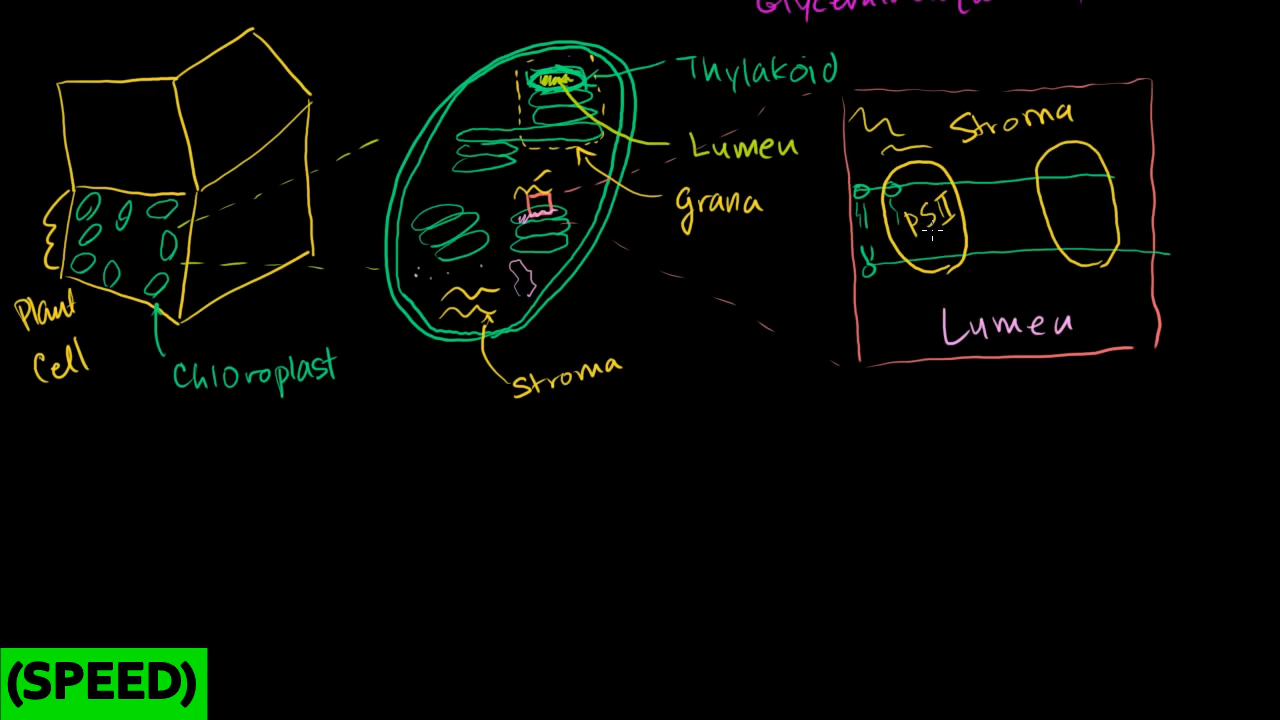 Thylakoid
Lumen
grana
Stroma
PSII
Lumen
Plant
Cell
Chloroplast
Stroma
(SPEED)